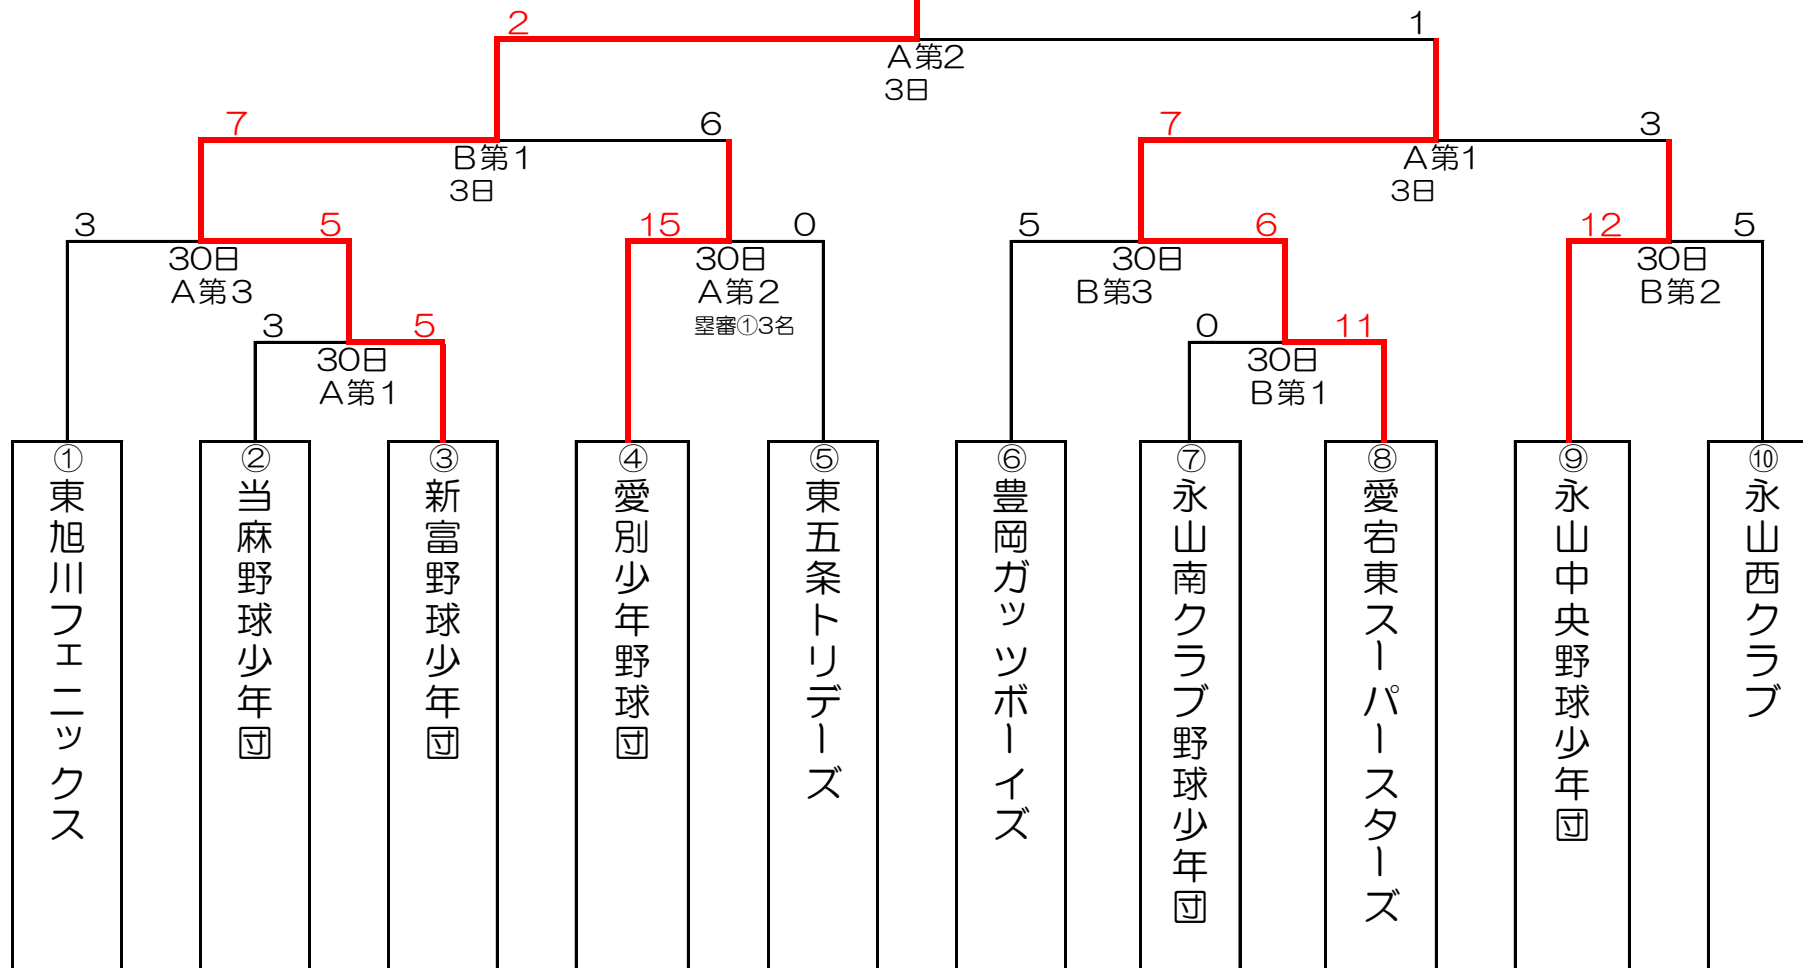 2
1
A第2
3日
7
6
7
3
B第1
3日
A第1
3日
3
5
15
0
5
6
12
5
30日
A第3
30日
A第2
塁審①3名
30日
B第3
30日
B第2
3
5
0
11
30日
A第1
30日
B第1
①東旭川フェニックス
②当麻野球少年団
③新富野球少年団
④愛別少年野球団
⑤東五条トリデーズ
⑥豊岡ガッツボーイズ
⑦永山南クラブ野球少年団
⑧愛宕東スーパースターズ
⑨永山中央野球少年団
⑩永山西クラブ